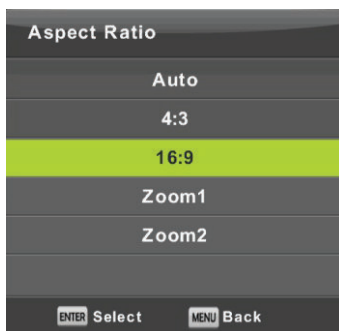 Aspect Ratio
Auto
4:3
16:9
Zoom1
Zoom2
ENTER Select MENU Back